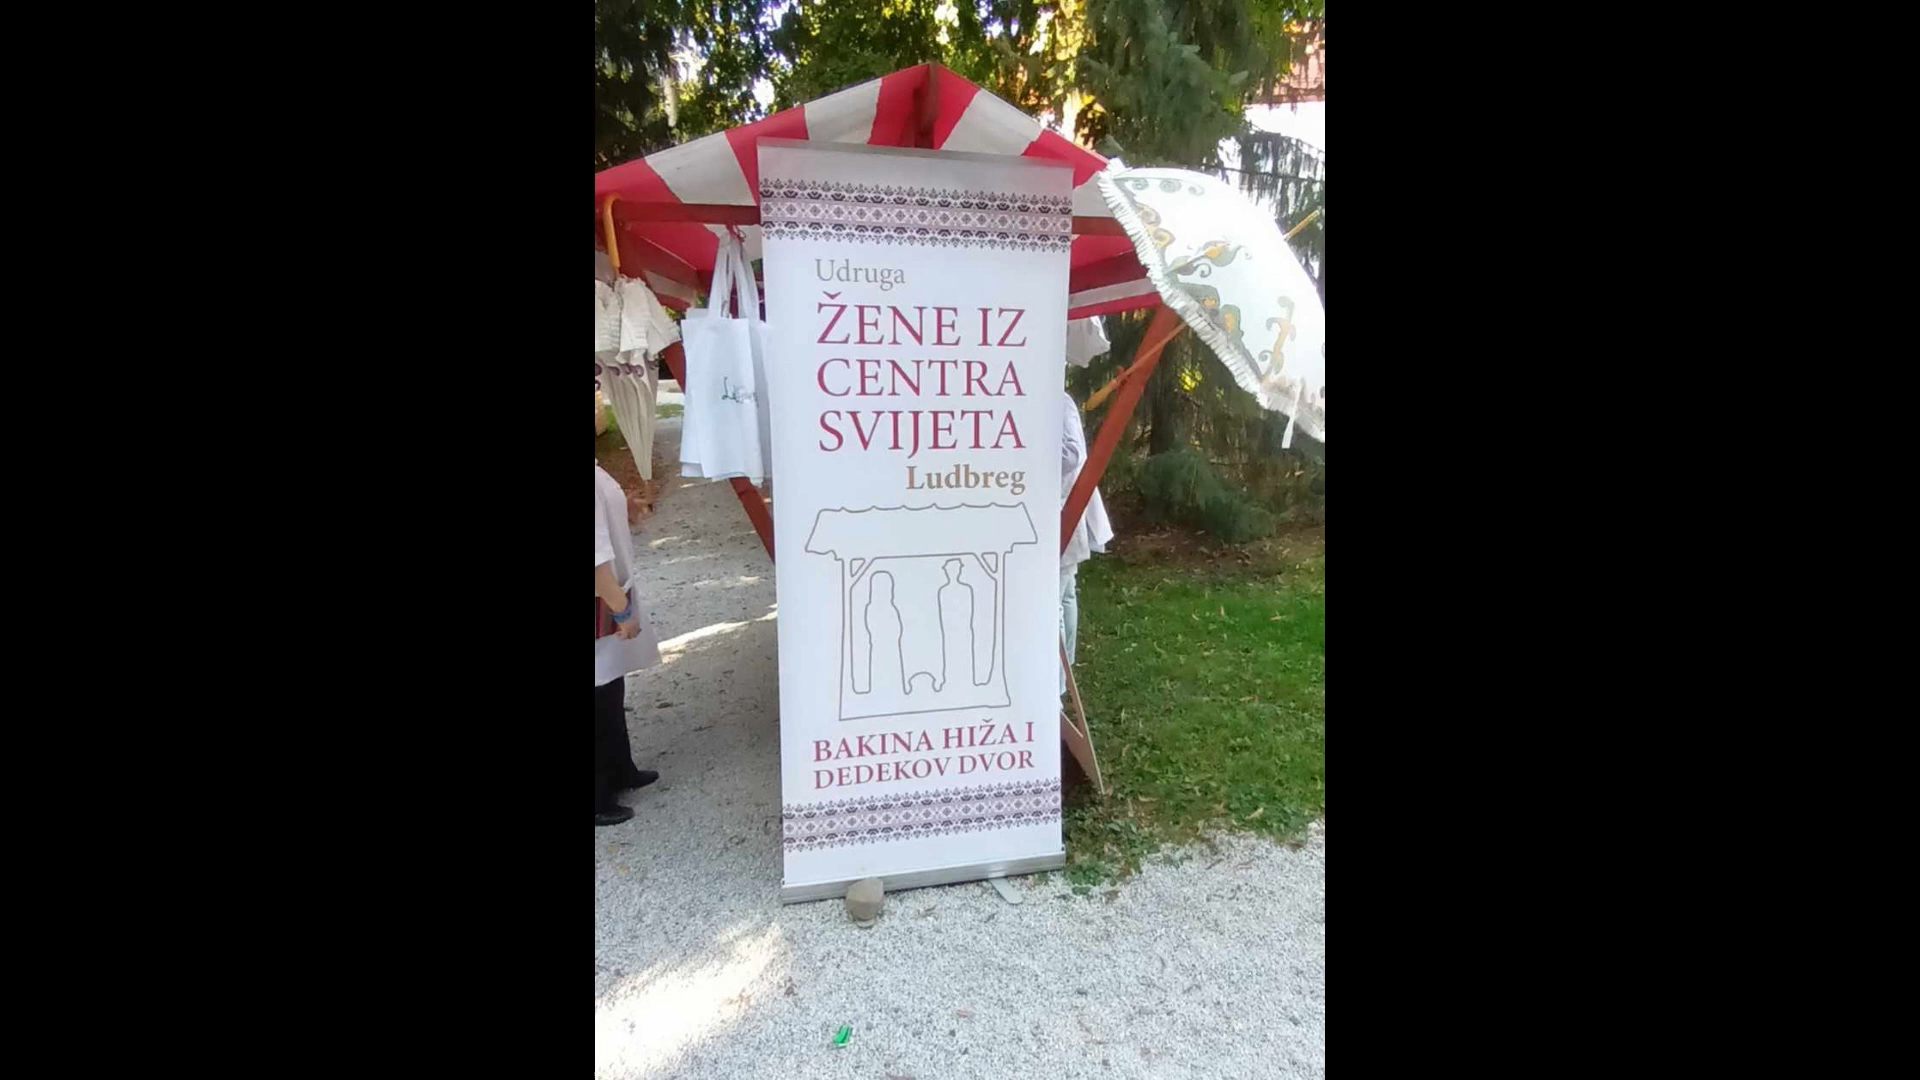 Udruga
ŽENE IZ
CENTRA
SVIJETA
Ludbreg
BAKINA HIŽA I
DEDEKOV DVOR